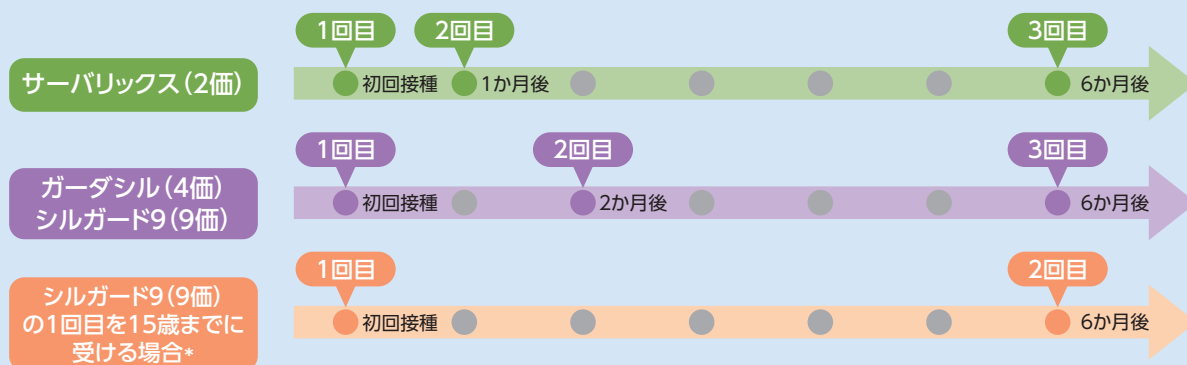 1回目
2回目
3回目
サーバリックス(2価)
初回接種
1か月後
6か月後
1回目
2回目
3回目
ガーダシル(4価)
シルガード9(9価)
初回接種
2か月後
6か月後
1回目
2回目
シルガード9(9価)
の1回目を15歳までに
受ける場合*
初回接種
6か月後